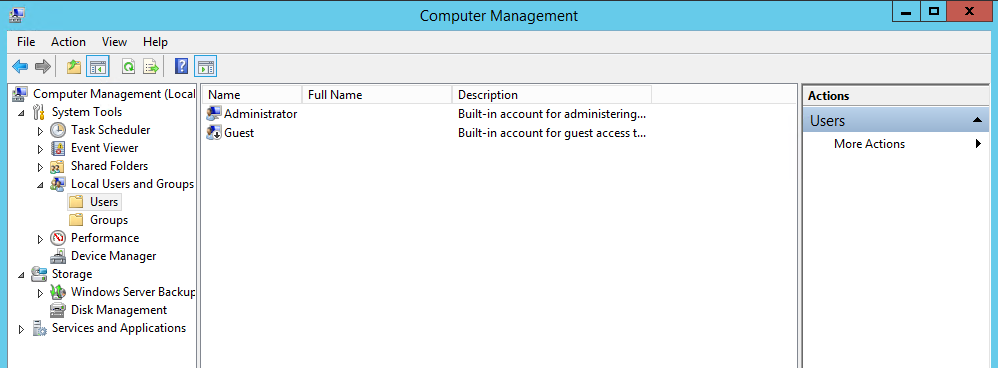 Computer Management
File Action View Help
Computer Management (Local
System Tools
Task Scheduler
Event Viewer
Shared Folders
Local Users and Groups
Users
Groups
Performance
Device Manager
Storage
Windows Server Backup
Disk Management
Services and Applications
Name Full Name Description
Administrator Built-in account for administering...
Guest Built-in account for guest access t...
Actions
Users
More Actions